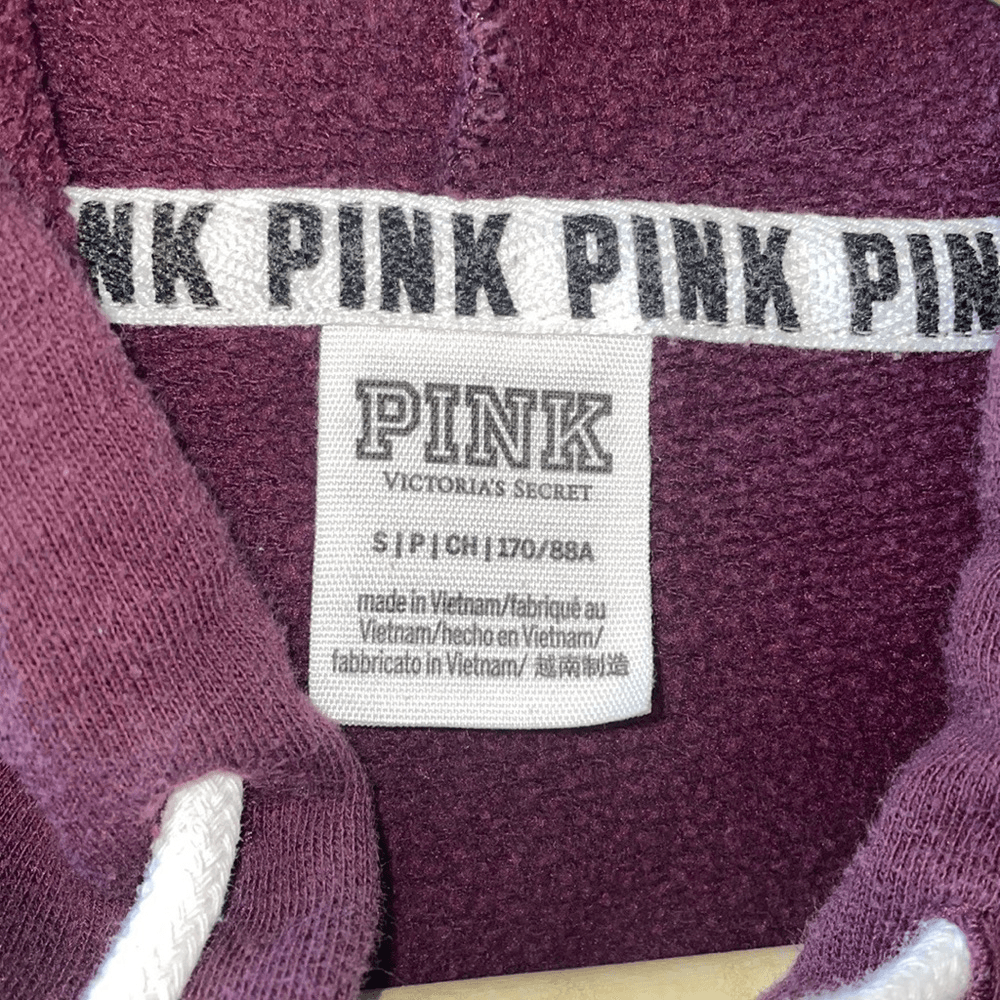 NK PINK PINK PIN
PINK
VICTORIA'S SECRET
S | P | CH | 170/88A
made in Vietnam/fabriqué au
Vietnam/hecho en Vietnam/
fabbricato in Vietnam/ 越南制造